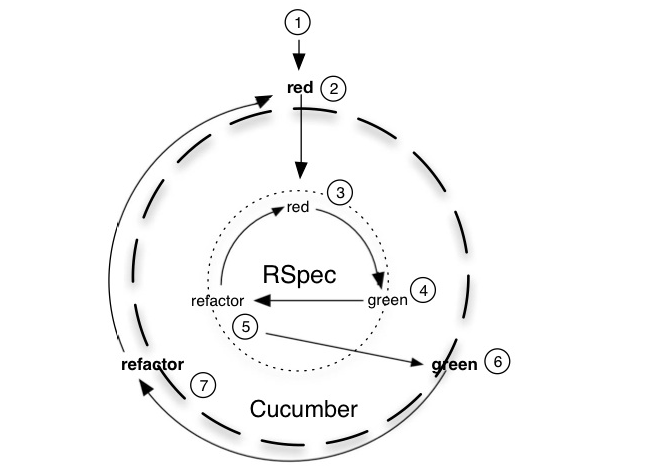 1
red 2
3
red
RSpec
refactor green 4
5
refactor green 6
7
Cucumber